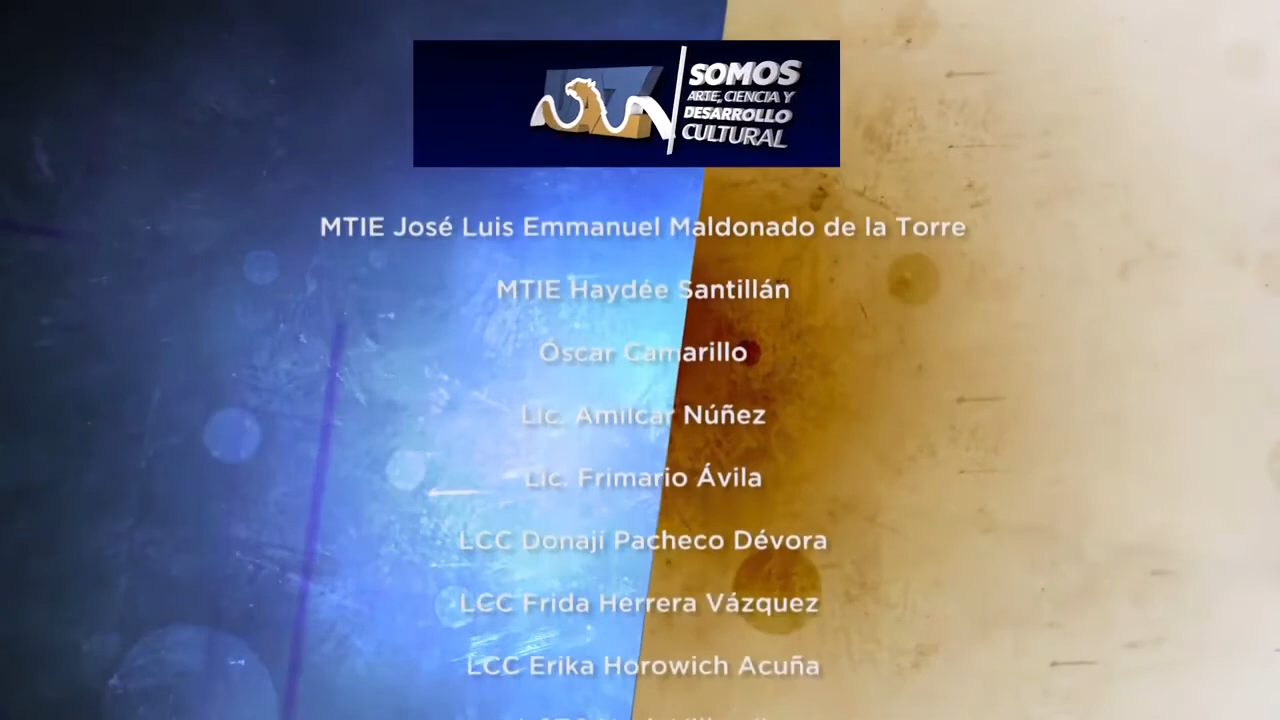 UAZ
SOMOS
ARTE, CIENCIA Y
DESARROLLO
CULTURAL
MTIE José Luis Emmanuel Maldonado de la Torre
MTIE Haydée Santillán
Óscar Camarillo
Lic. Amilcar Núñez
Lic. Frimario Ávila
LCC Donají Pacheco Dévora
LCC Frida Herrera Vázquez
LCC Erika Horowich Acuña